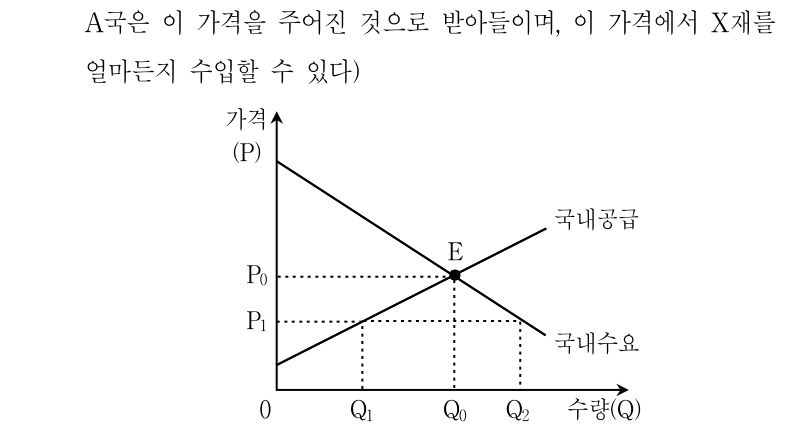 A국은 이 가격을 주어진 것으로 받아들이며, 이 가격에서 X재를
얼마든지 수입할 수 있다)
가격
(P)
국내공급
E
P₀
P₁
국내수요
0
Q₁
Q₀
Q₂
수량(Q)